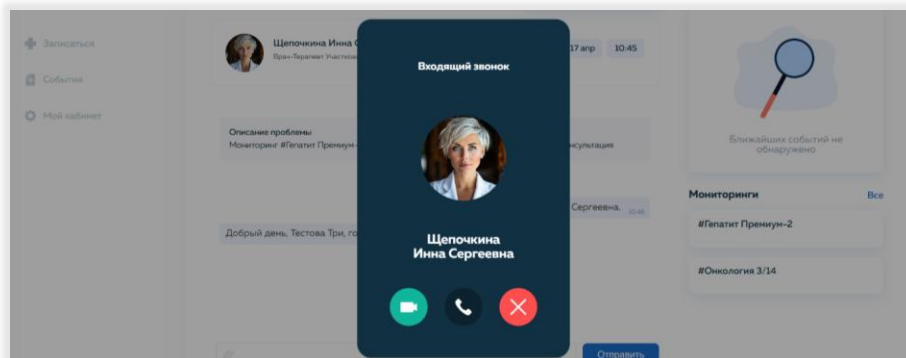 Записаться
События
Мой кабинет
Щепочкина Инна С
Врач-Терапевт Участков
17 апр 10:45
Описание проблемы
Мониторинг #Гепатит Премиум-
нсультация
Сергеевна. 10:46
Добрый день, Тестова Три, го
Отправить
Входящий звонок
Щепочкина
Инна Сергеевна
Ближайших событий не
обнаружено
Мониторинги Все
#Гепатит Премиум-2
#Онкология 3/14